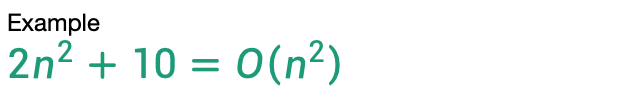 Example
2n² + 10 = O(n²)